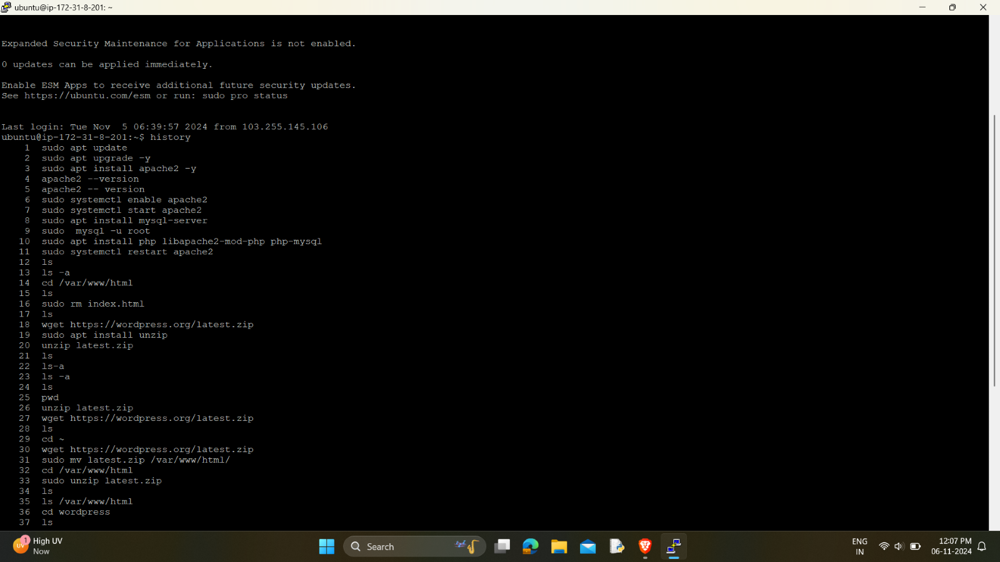 ubuntu@ip-172-31-8-201: ~
Expanded Security Maintenance for Applications is not enabled.
0 updates can be applied immediately.
Enable ESM Apps to receive additional future security updates.
See https://ubuntu.com/esm or run: sudo pro status
Last login: Tue Nov  5 06:39:57 2024 from 103.255.145.106
ubuntu@ip-172-31-8-201:~$ history
1  sudo apt update
2  sudo apt upgrade -y
3  sudo apt install apache2 -y
4  apache2 --version
5  apache2 -- version
6  sudo systemctl enable apache2
7  sudo systemctl start apache2
8  sudo apt install mysql-server
9  sudo  mysql -u root
10  sudo apt install php libapache2-mod-php php-mysql
11  sudo systemctl restart apache2
12  ls
13  ls -a
14  cd /var/www/html
15  ls
16  sudo rm index.html
17  ls
18  wget https://wordpress.org/latest.zip
19  sudo apt install unzip
20  unzip latest.zip
21  ls
22  ls-a
23  ls -a
24  ls
25  pwd
26  unzip latest.zip
27  wget https://wordpress.org/latest.zip
28  ls
29  cd ~
30  wget https://wordpress.org/latest.zip
31  sudo mv latest.zip /var/www/html/
32  cd /var/www/html
33  sudo unzip latest.zip
34  ls
35  ls /var/www/html
36  cd wordpress
37  ls
1
UV
High UV
Now
Search
ENG
IN
12:07 PM
06-11-2024